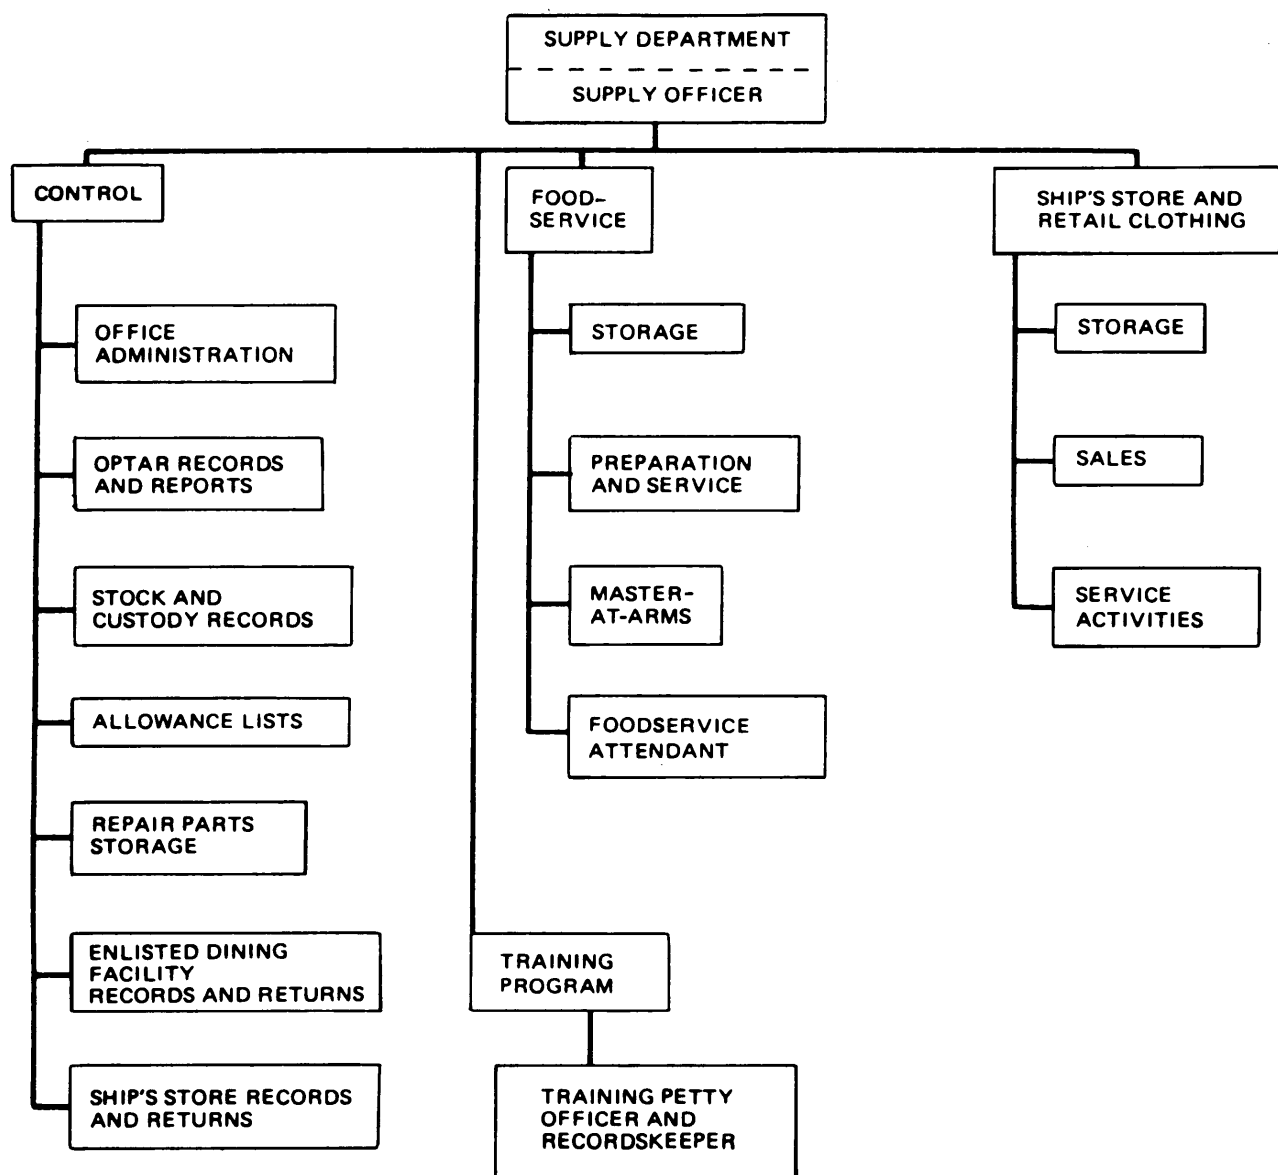 SUPPLY DEPARTMENT
SUPPLY OFFICER
CONTROL
OFFICE
ADMINISTRATION
OPTAR RECORDS
AND REPORTS
STOCK AND
CUSTODY RECORDS
ALLOWANCE LISTS
REPAIR PARTS
STORAGE
ENLISTED DINING
FACILITY
RECORDS AND RETURNS
SHIP'S STORE RECORDS
AND RETURNS
FOOD-
SERVICE
STORAGE
PREPARATION
AND SERVICE
MASTER-
AT-ARMS
FOODSERVICE
ATTENDANT
TRAINING
PROGRAM
TRAINING PETTY
OFFICER AND
RECORDSKEEPER
SHIP'S STORE AND
RETAIL CLOTHING
STORAGE
SALES
SERVICE
ACTIVITIES